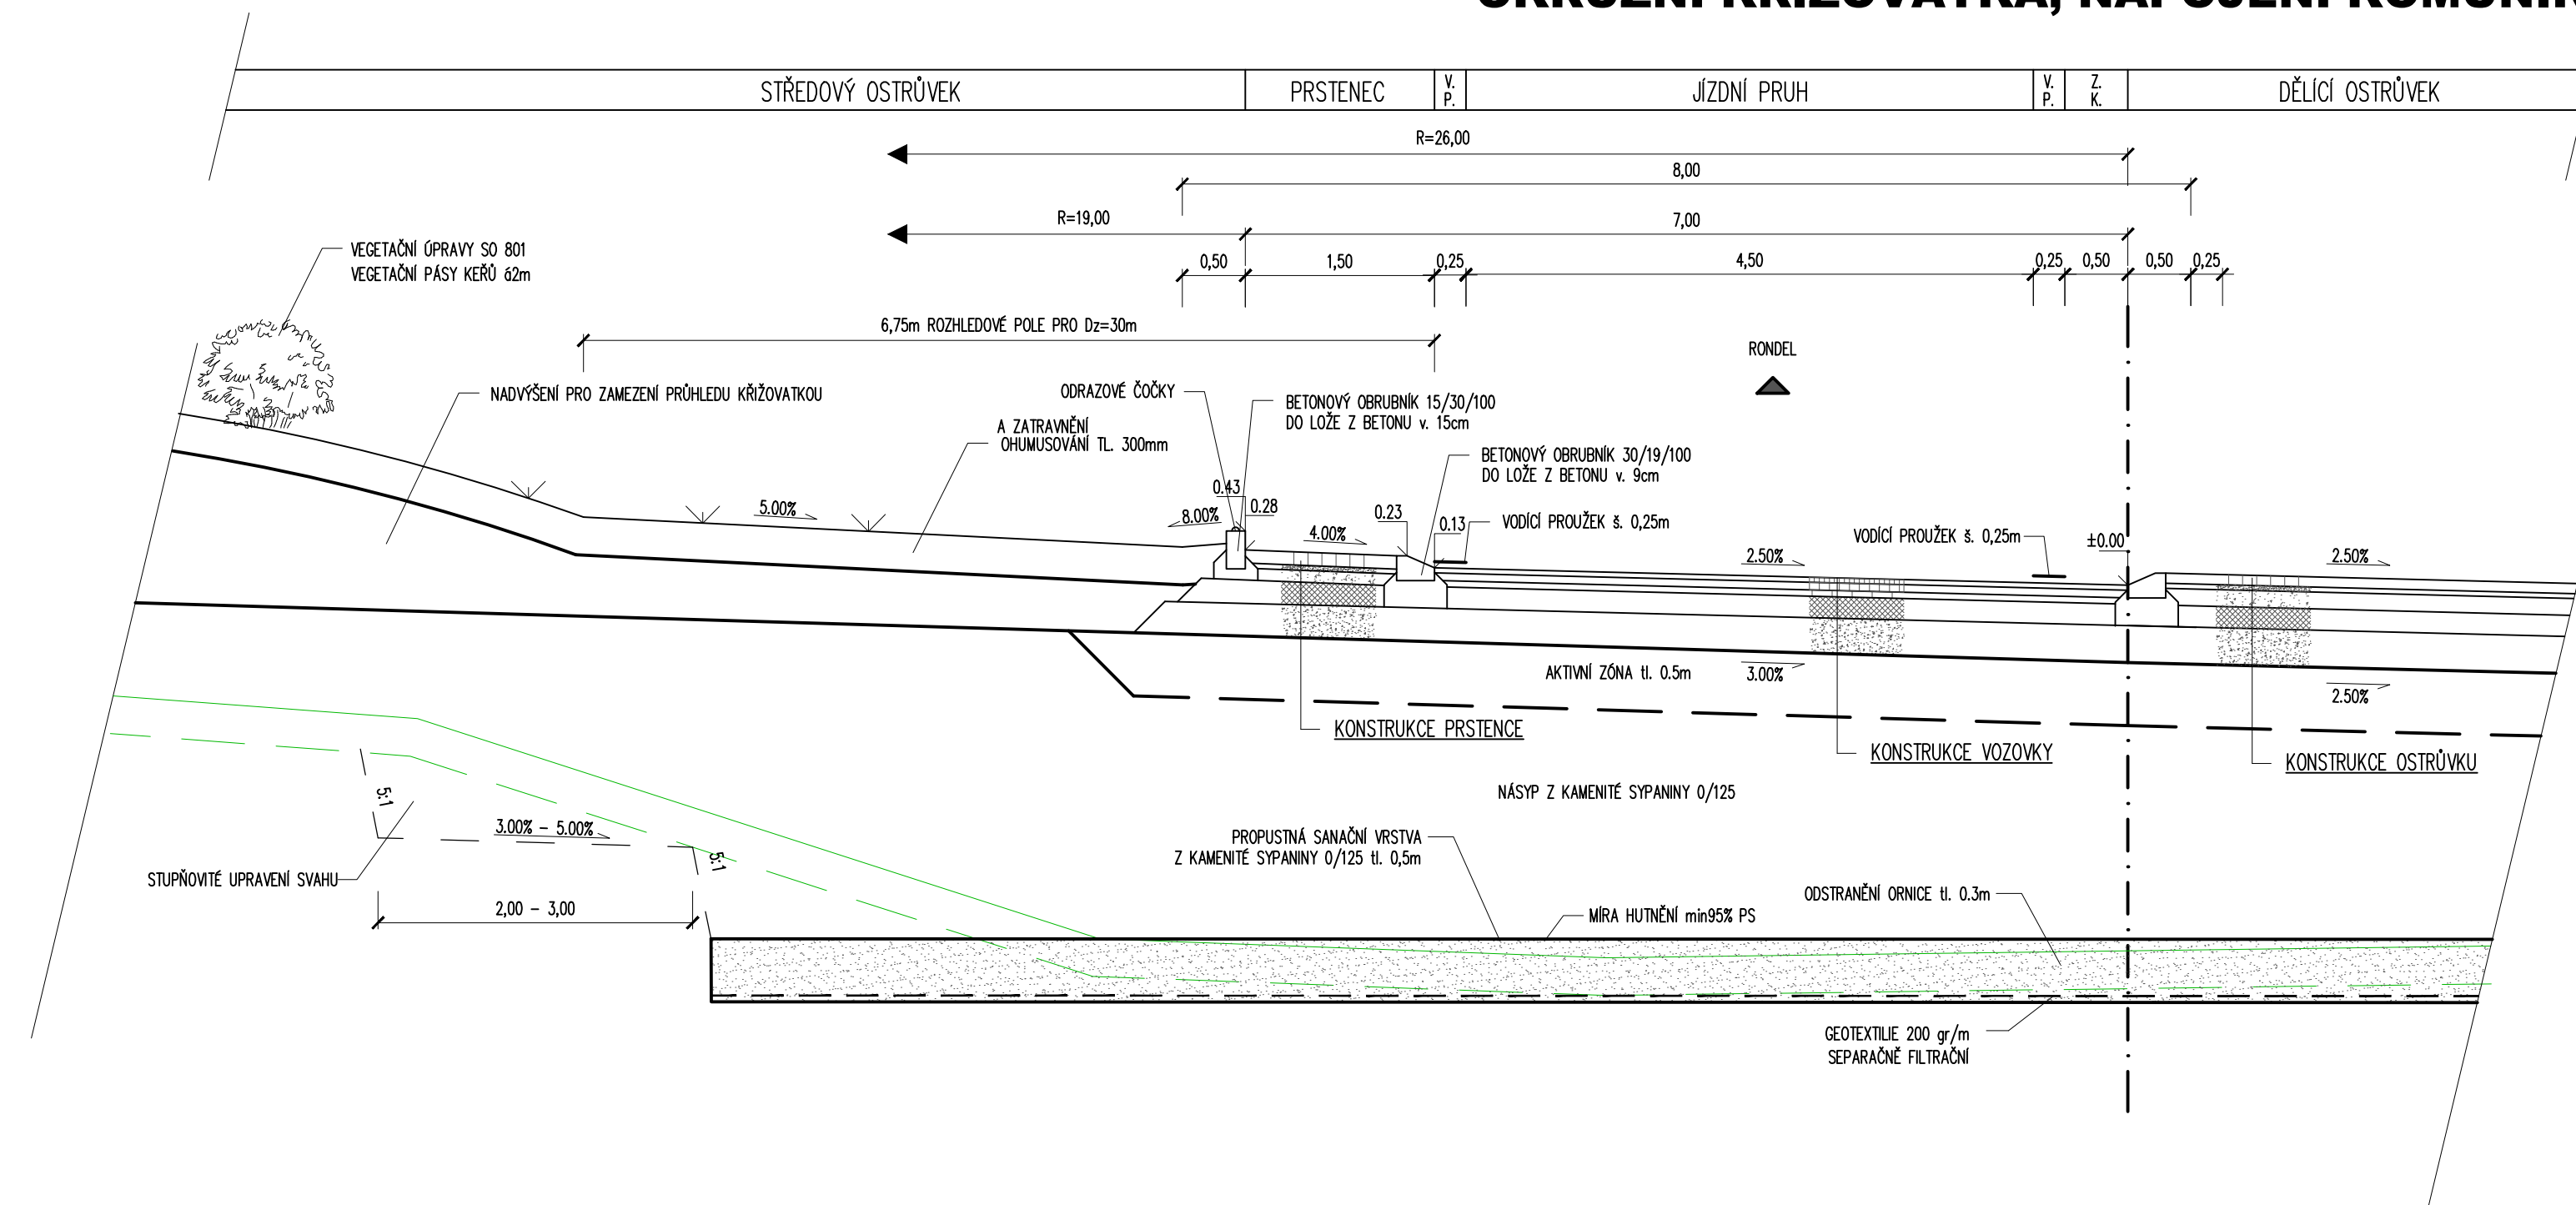 STŘEDOVÝ OSTRŮVEK
PRSTENEC
V.
P.
JÍZDNÍ PRUH
V.
P.
Z.
K.
DĚLÍCÍ OSTRŮVEK
R=26,00
8,00
R=19,00
7,00
0,50
1,50
0,25
4,50
0,25
0,50
0,50
0,25
VEGETAČNÍ ÚPRAVY SO 801
VEGETAČNÍ PÁSY KEŘŮ á2m
6,75m ROZHLEDOVÉ POLE PRO Dz=30m
RONDEL
NADVÝŠENÍ PRO ZAMEZENÍ PRŮHLEDU KŘIŽOVATKOU
ODRAZOVÉ ČOČKY
BETONOVÝ OBRUBNÍK 15/30/100
DO LOŽE Z BETONU v. 15cm
A ZATRAVNĚNÍ
OHUMUSOVÁNÍ TL. 300mm
BETONOVÝ OBRUBNÍK 30/19/100
DO LOŽE Z BETONU v. 9cm
5.00%
8.00%
0.43
0.28
4.00%
0.23
0.13
VODÍCÍ PROUŽEK š. 0,25m
VODÍCÍ PROUŽEK š. 0,25m
±0.00
2.50%
2.50%
AKTIVNÍ ZÓNA tl. 0.5m
3.00%
2.50%
KONSTRUKCE PRSTENCE
KONSTRUKCE VOZOVKY
KONSTRUKCE OSTRŮVKU
NÁSYP Z KAMENITÉ SYPANINY 0/125
5:1
3.00% - 5.00%
5:1
STUPŇOVITÉ UPRAVENÍ SVAHU
2,00 - 3,00
PROPUSTNÁ SANAČNÍ VRSTVA
Z KAMENITÉ SYPANINY 0/125 tl. 0,5m
MÍRA HUTNĚNÍ min95% PS
ODSTRANĚNÍ ORNICE tl. 0.3m
GEOTEXTILIE 200 gr/m
SEPARAČNĚ FILTRAČNÍ